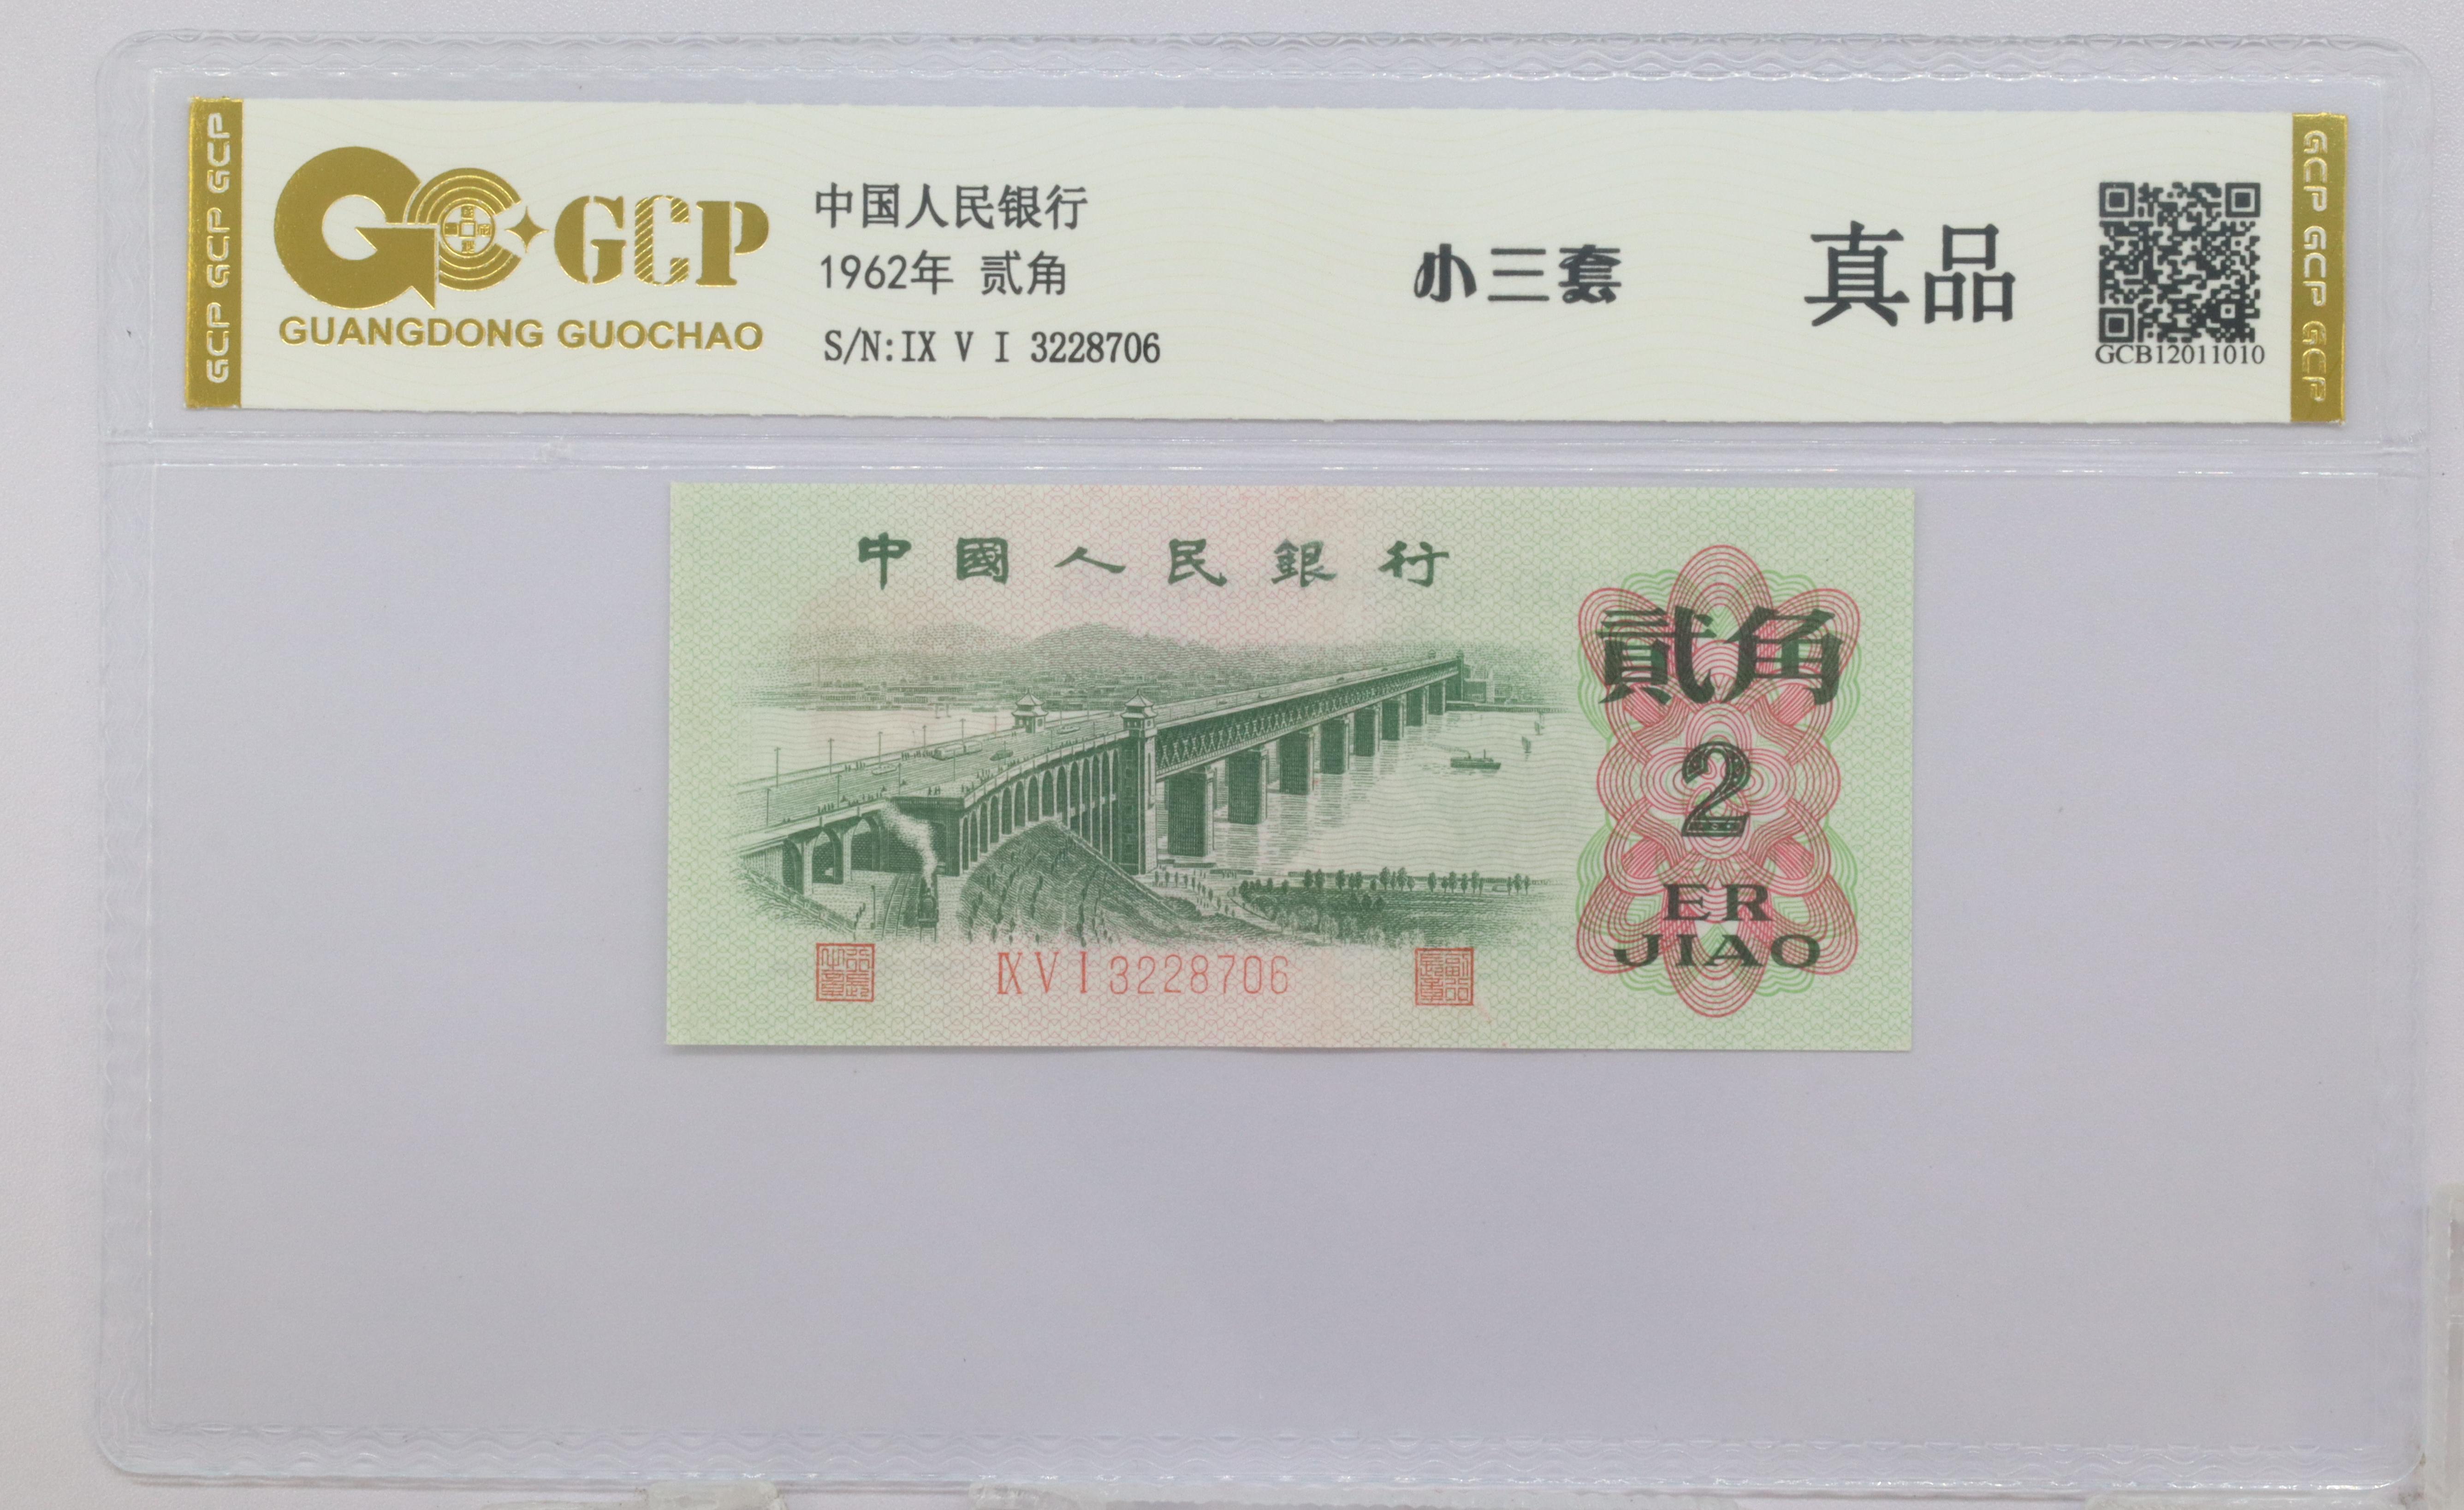 GCP GCP GCP
GCP
GUANGDONG GUOCHAO
中国人民银行
1962年 贰角
S/N:IX V I 3228706
小三套
真品
GCB12011010
GCP GCP GCP
中國人民銀行
貳角
2
ER
JIAO
IX V I 3228706